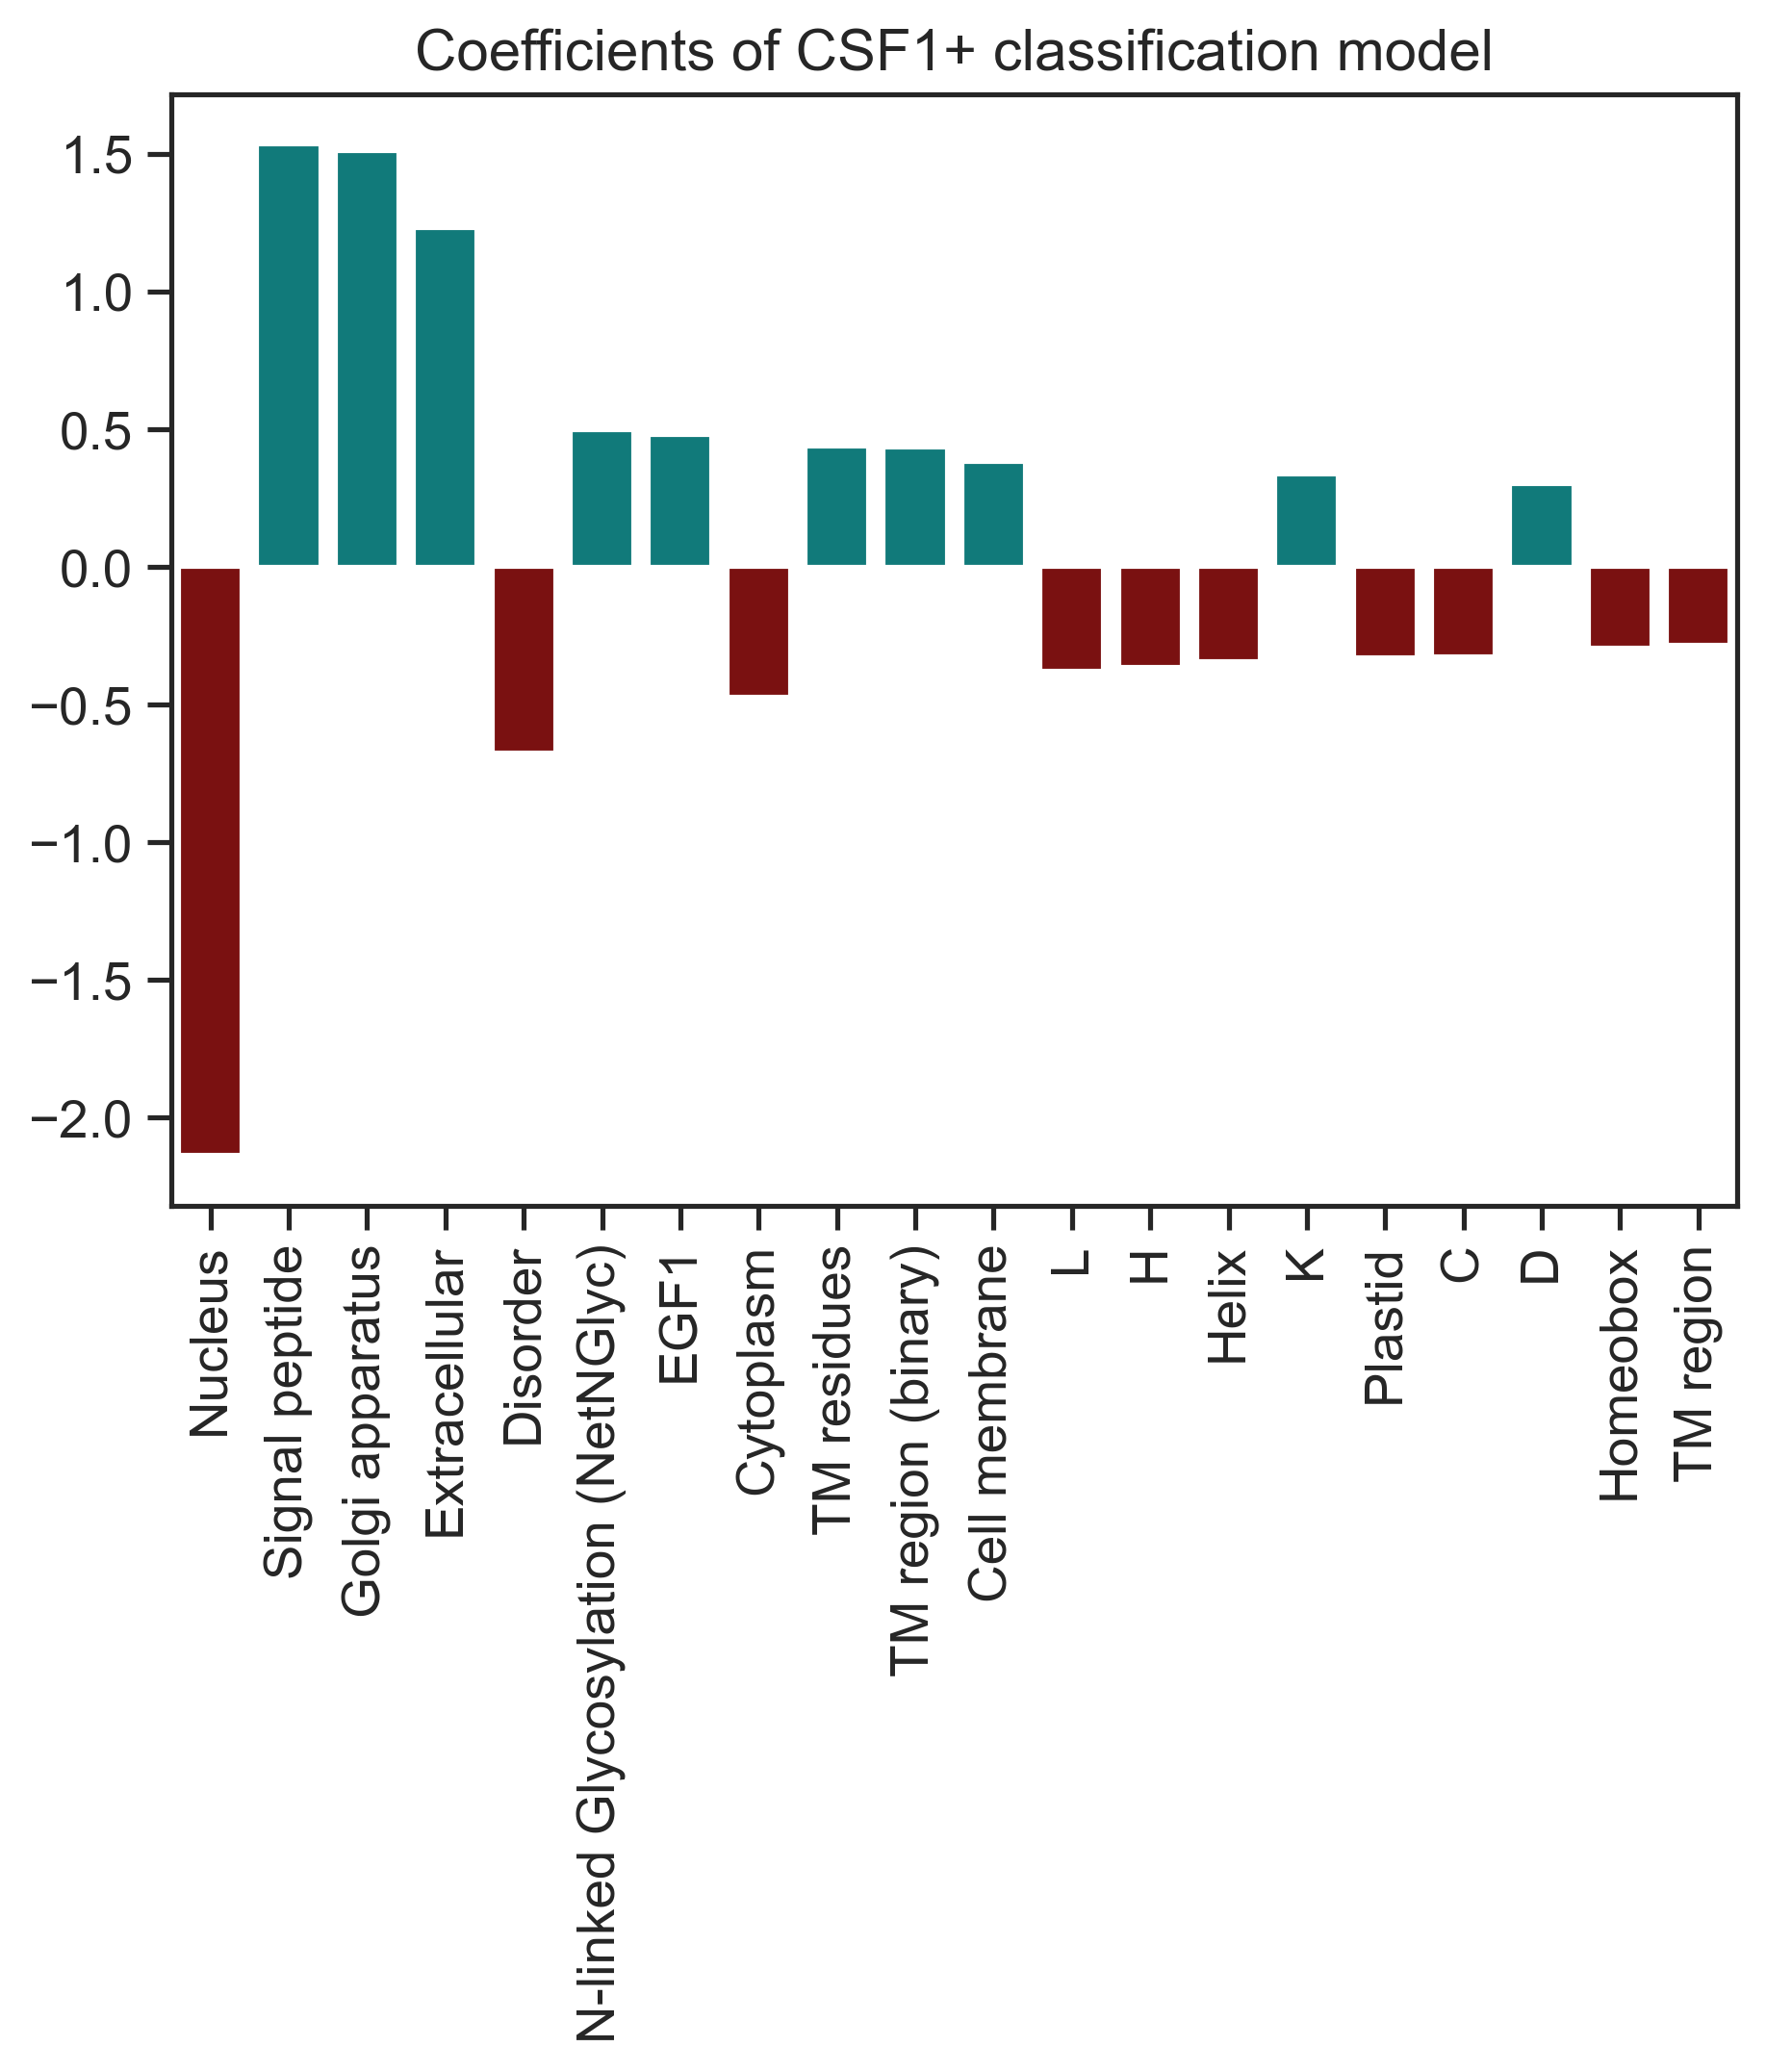 Coefficients of CSF1+ classification model
1.5
1.0
0.5
0.0
−0.5
−1.0
−1.5
−2.0
Nucleus
Signal peptide
Golgi apparatus
Extracellular
Disorder
N-linked Glycosylation (NetNGlyc)
EGF1
Cytoplasm
TM residues
TM region (binary)
Cell membrane
L
H
Helix
K
Plastid
C
D
Homeobox
TM region